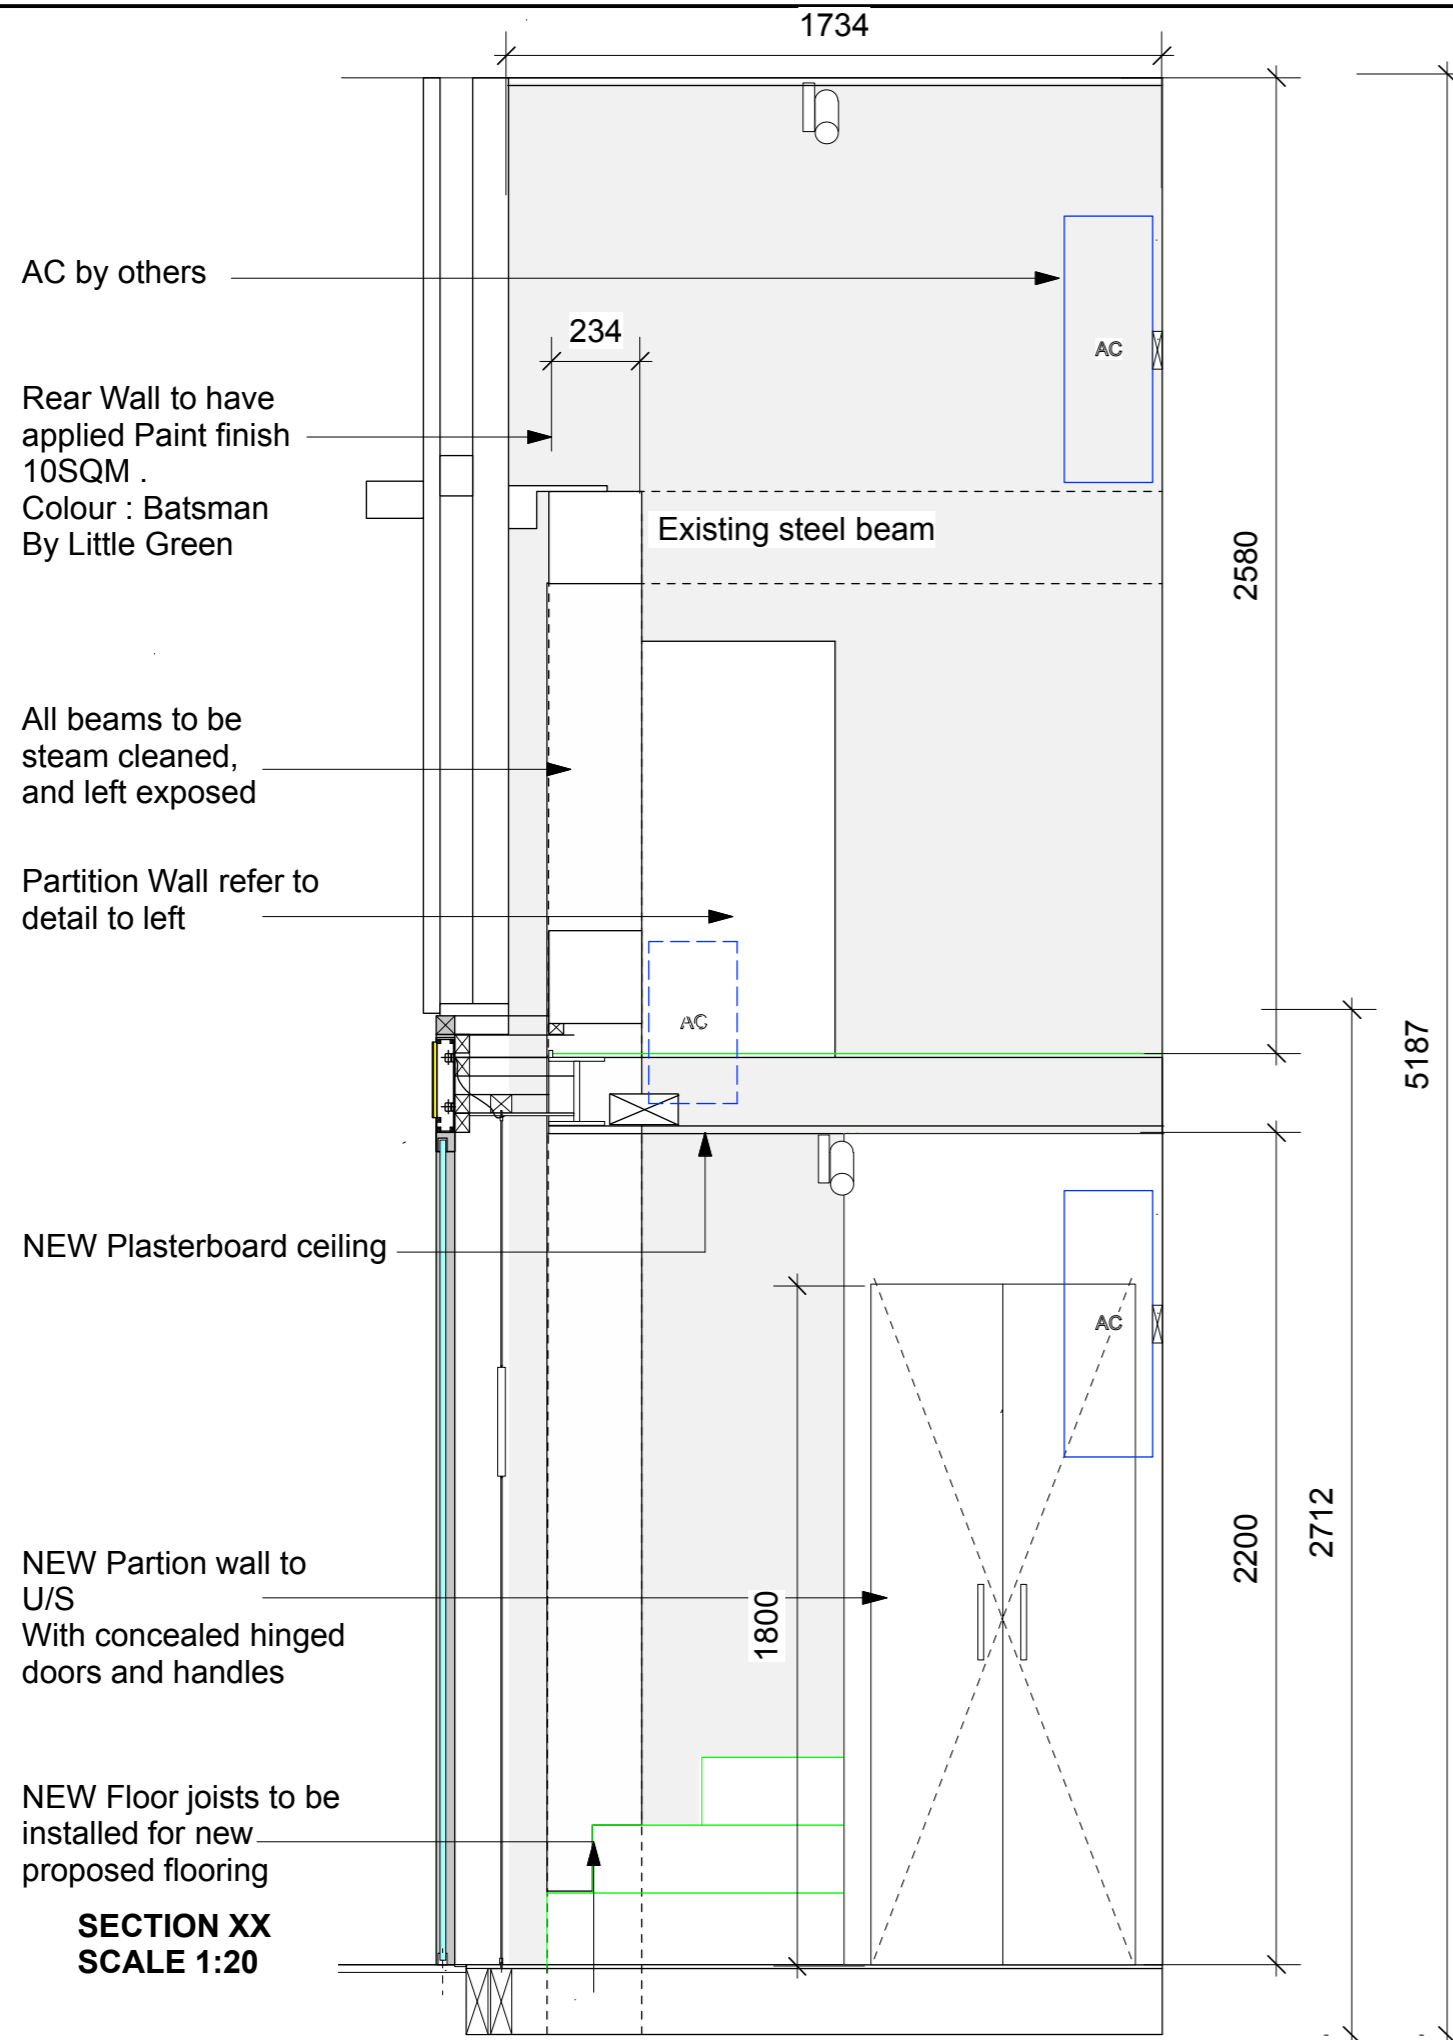 1734
AC by others
234
AC
Rear Wall to have
applied Paint finish
10SQM .
Colour : Batsman
By Little Green
Existing steel beam
2580
All beams to be
steam cleaned,
and left exposed
Partition Wall refer to
detail to left
AC
5187
NEW Plasterboard ceiling
AC
2200
2712
NEW Partion wall to
U/S
With concealed hinged
doors and handles
1800
NEW Floor joists to be
installed for new
proposed flooring
SECTION XX
SCALE 1:20